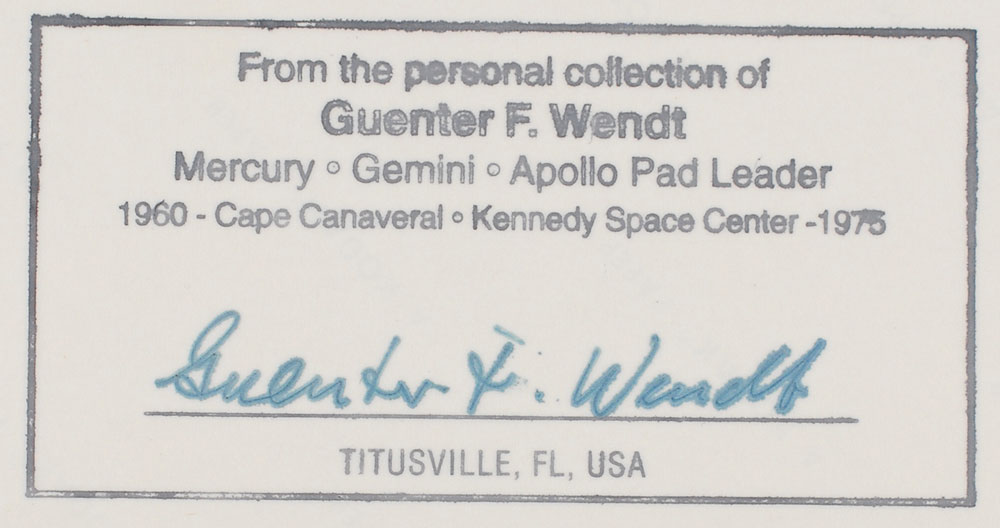 From the personal collection of
Guenter F. Wendt
Mercury ∘ Gemini ∘ Apollo Pad Leader
1960 - Cape Canaveral ∘ Kennedy Space Center -1975
Guenter F. Wendt
TITUSVILLE, FL, USA